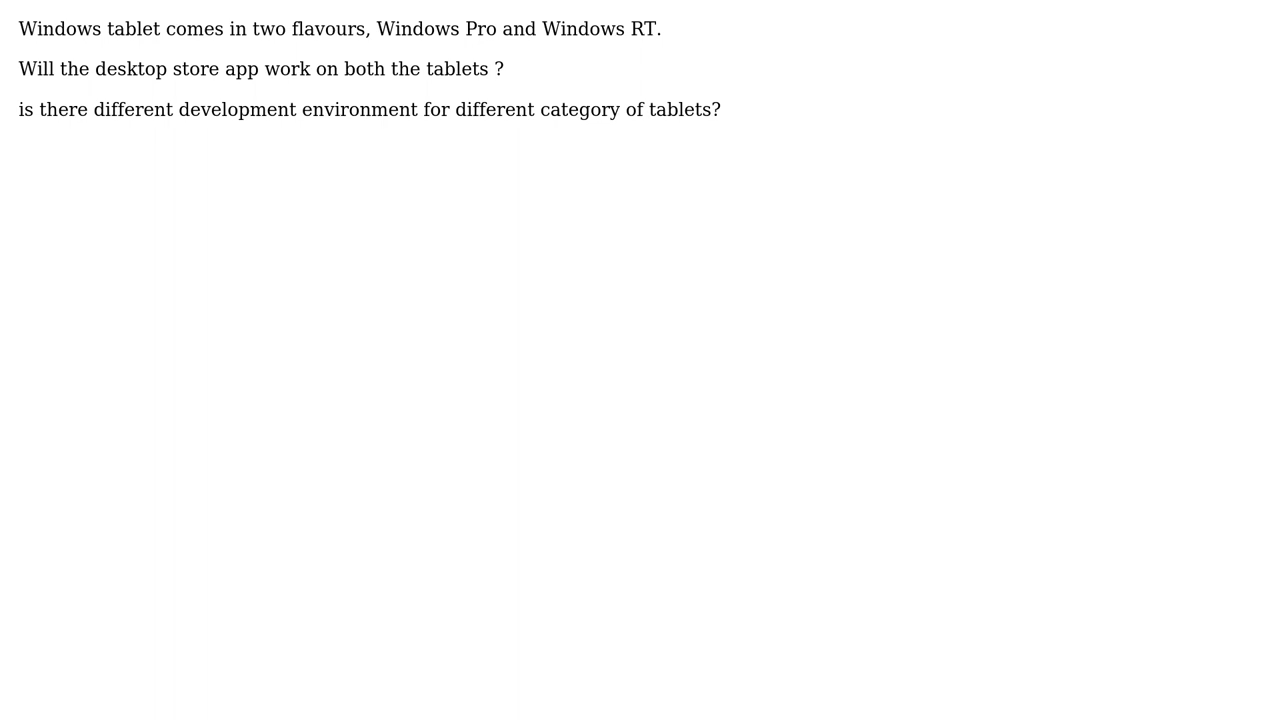 Windows tablet comes in two flavours, Windows Pro and Windows RT.
Will the desktop store app work on both the tablets ?
is there different development environment for different category of tablets?